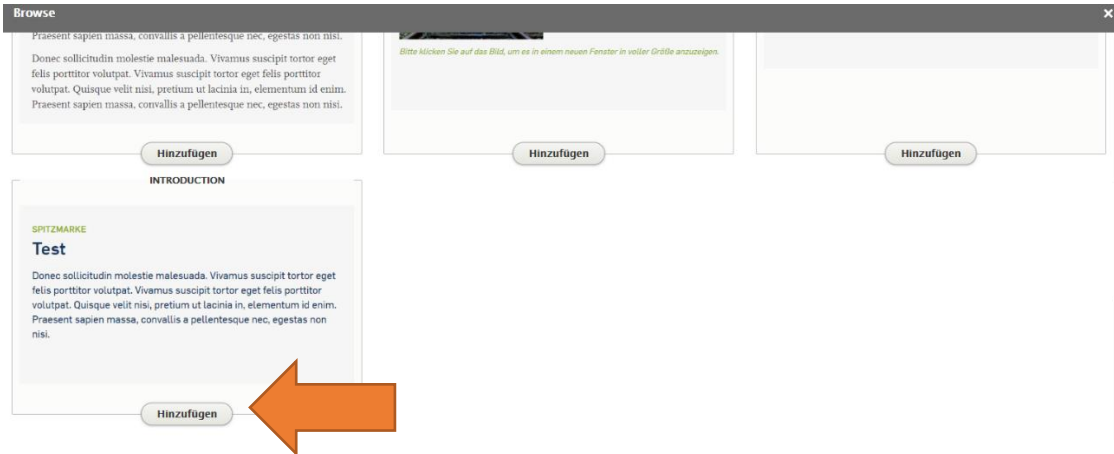 Browse
Praesent sapien massa, convallis a pellentesque nec, egestas non nisl.
Donec sollicitudin molestie malesuada. Vivamus suscipit tortor eget
felis porttitor volutpat. Vivamus suscipit tortor eget felis porttitor
volutpat. Quisque velit nisi, pretium ut lacinia in, elementum id enim.
Praesent sapien massa, convallis a pellentesque nec, egestas non nisi.
Hinzufügen
Bitte klicken Sie auf das Bild, um es in einem neuen Fenster in voller Größe anzuzeigen.
Hinzufügen
Hinzufügen
INTRODUCTION
SPITZMARKE
Test
Donec sollicitudin molestie malesuada. Vivamus suscipit tortor eget
felis porttitor volutpat. Vivamus suscipit tortor eget felis porttitor
volutpat. Quisque velit nisi, pretium ut lacinia in, elementum id enim.
Praesent sapien massa, convallis a pellentesque nec, egestas non
nisi.
Hinzufügen